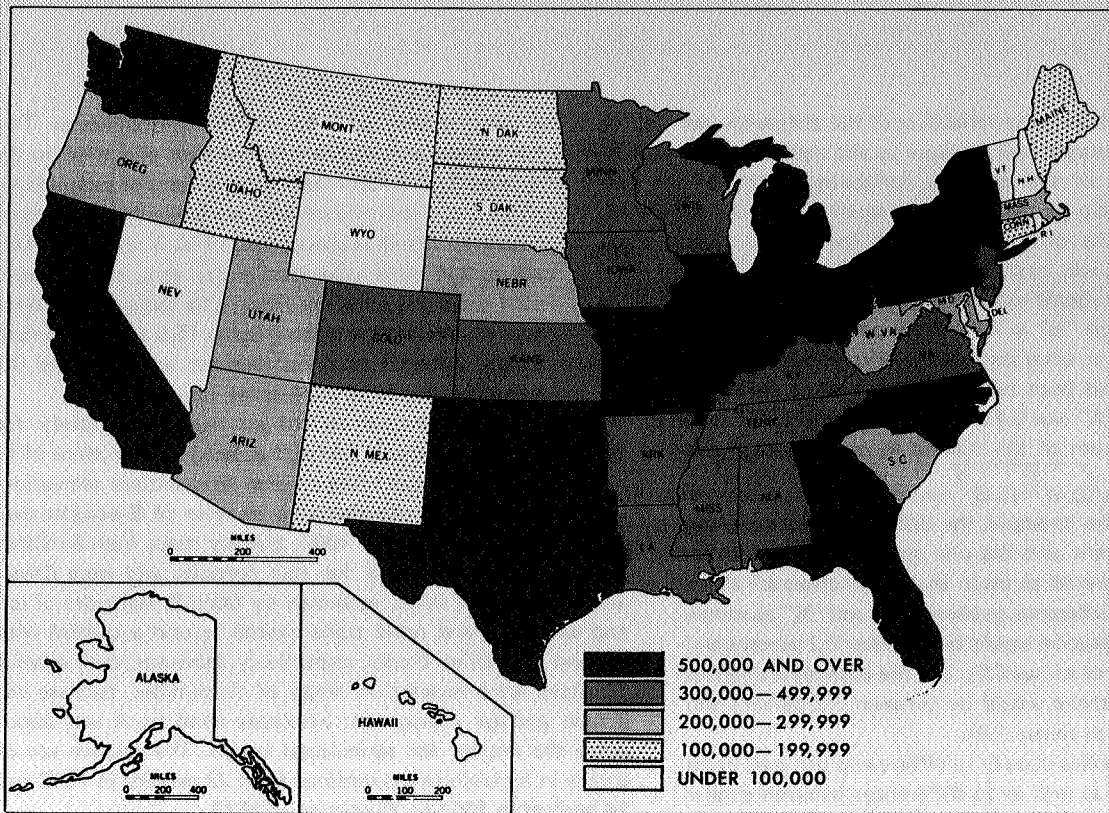 MAINE
MONT
N DAK
MINN
OREG
VT
N H
IDAHO
S DAK
WIS
MASS
CONN
R I
WYO
IOWA
NEV
NEBR
UTAH
MD
DEL
W VA
COLO
KANS
VA
KY
TENN
ARIZ
N MEX
ARK
S C
MISS
ALA
LA
MILES
0 200 400
ALASKA
MILES
0 200 400
HAWAII
MILES
0 100 200
500,000 AND OVER
300,000—499,999
200,000—299,999
100,000—199,999
UNDER 100,000